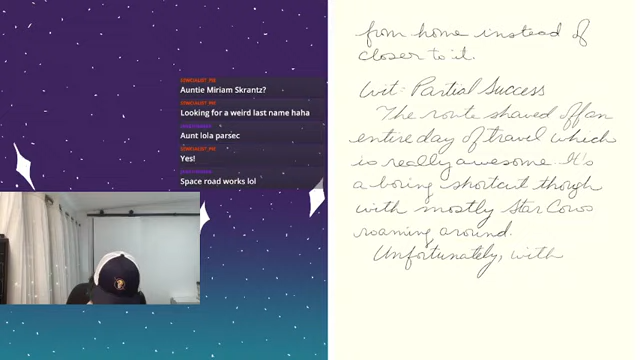 SOMEGALIST_PIE
Auntie Miriam Skrantz?
Looking for a weird last name haha
Aunt lola parsec
Yes!
Space road works lol
from home instead of
closer to it.
Wit: Partial Success
The route shaved off an
entire day of travel which
is really awesome. It's
a boring shortcut though
with mostly Star Cows
roaming around.
Unfortunately, with